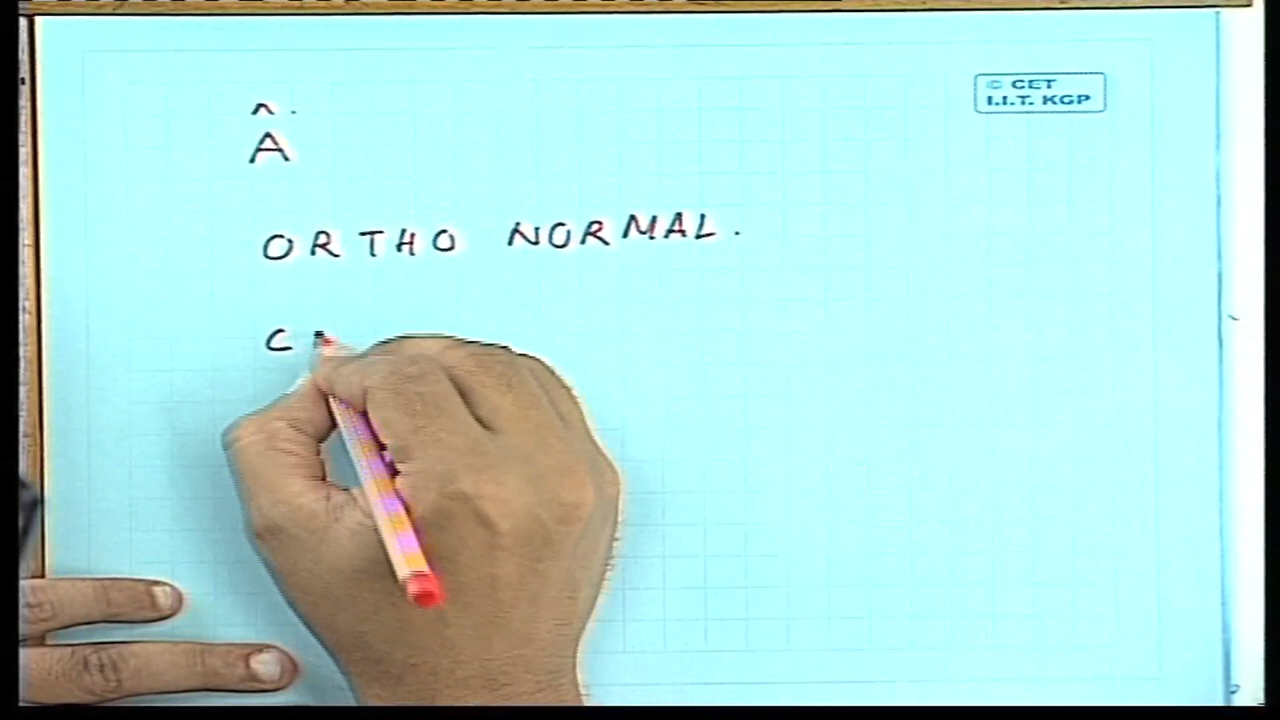 © CET
I.I.T. KGP
Â
ORTHO NORMAL.
C